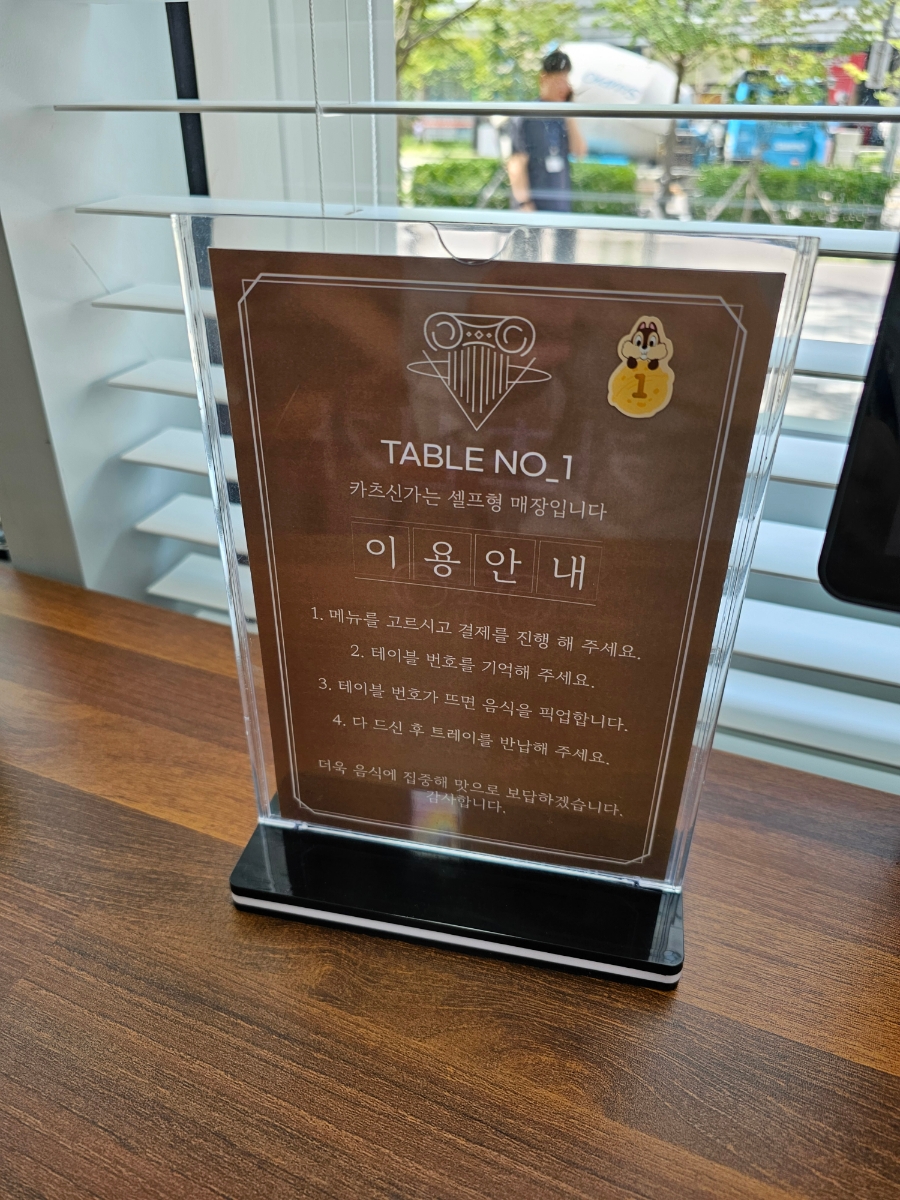 TABLE NO_1
1
카츠신가는 셀프형 매장입니다
이용안내
1. 메뉴를 고르시고 결제를 진행 해 주세요.
2. 테이블 번호를 기억해 주세요.
3. 테이블 번호가 뜨면 음식을 픽업합니다.
4. 다 드신 후 트레이를 반납해 주세요.
더욱 음식에 집중해 맛으로 보답하겠습니다.
감사합니다.